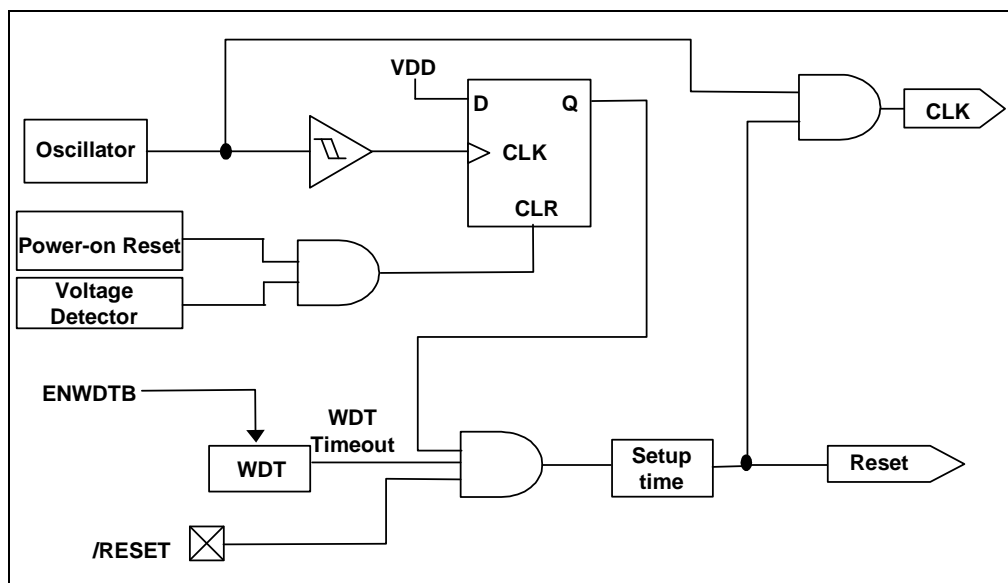 VDD
D
Q
CLK
Oscillator
CLK
CLR
Power-on Reset
Voltage
Detector
ENWDTB
WDT
Timeout
WDT
Setup
time
Reset
/RESET